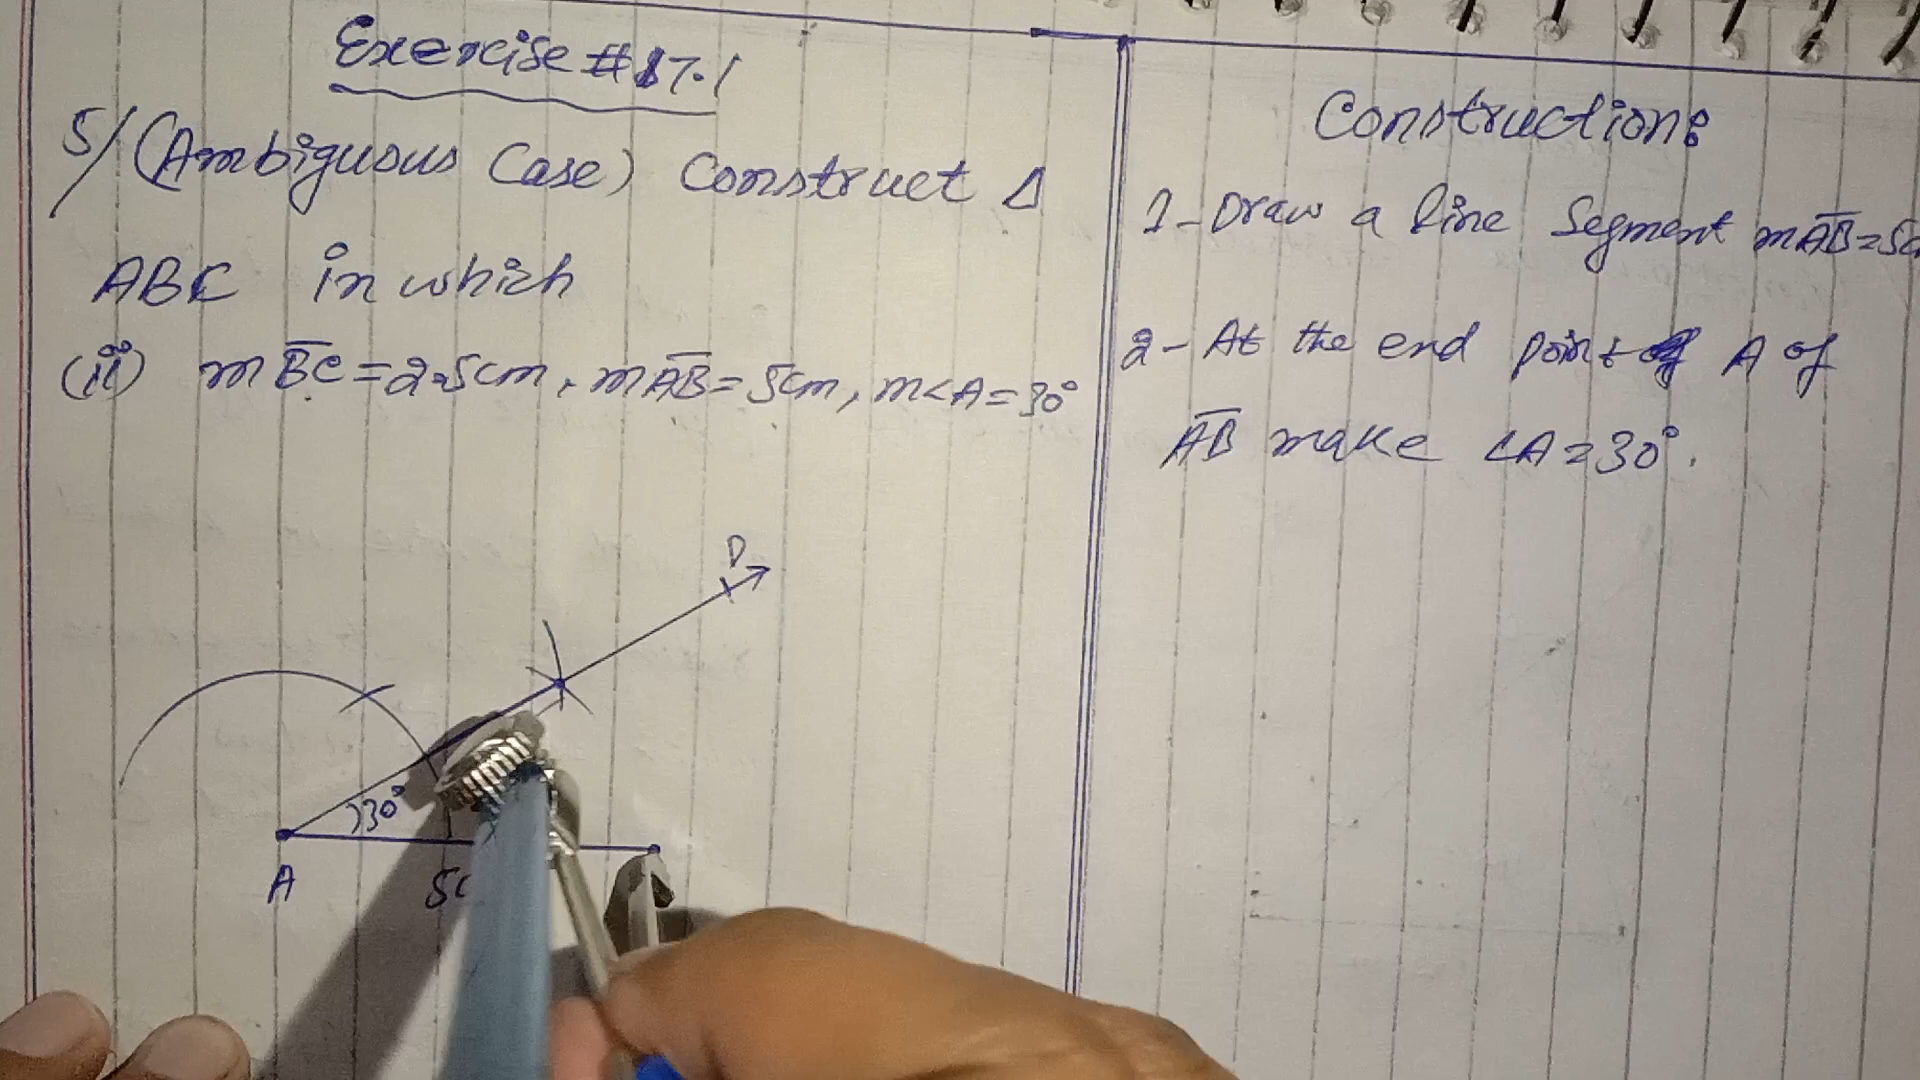 Exercise #17.1
5/ (Ambiguous Case) Construct Δ
ABC in which
(ii) mBC = 2.5cm, mAB = 5cm, m<A = 30°
D
)30°
A
5c
Construction:
1- Draw a line Segment mAB = 5c
2- At the end point A of
AB make <A = 30°.